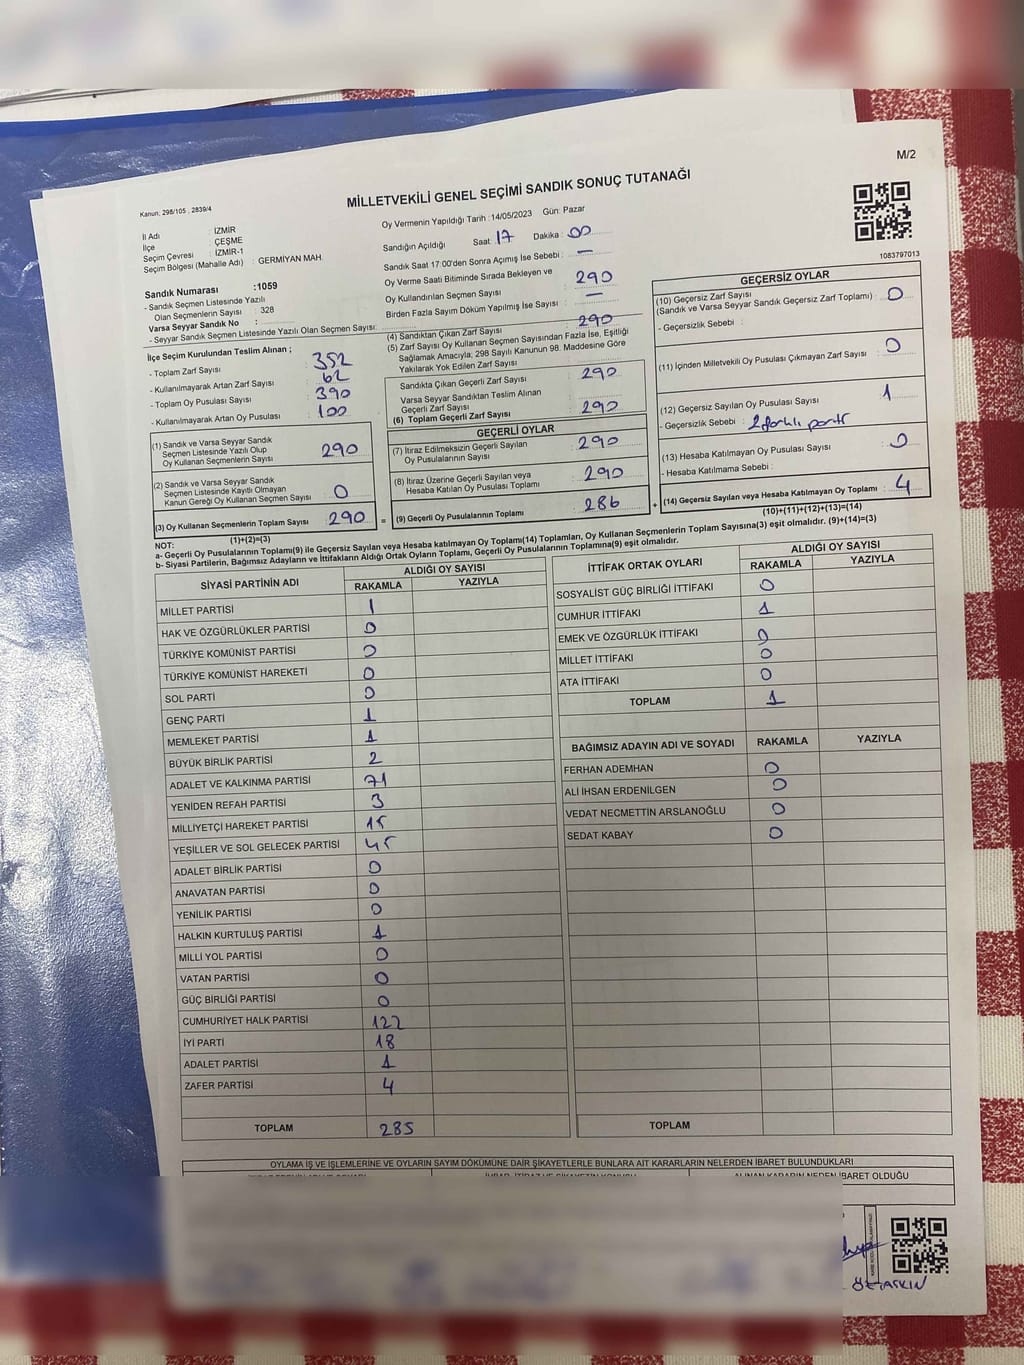 M/2
MİLLETVEKİLİ GENEL SEÇİMİ SANDIK SONUÇ TUTANAĞI
Kanun: 298/105 , 2839/4
İl Adı : İZMİR
İlçe : ÇEŞME
Seçim Çevresi : İZMİR-1
Seçim Bölgesi (Mahalle Adı) : GERMİYAN MAH.
Sandık Numarası :1059
- Sandık Seçmen Listesinde Yazılı
Olan Seçmenlerin Sayısı : 328
Varsa Seyyar Sandık No :
- Seyyar Sandık Seçmen Listesinde Yazılı Olan Seçmen Sayısı:
İlçe Seçim Kurulundan Teslim Alınan ;
- Toplam Zarf Sayısı : 352
- Kullanılmayarak Artan Zarf Sayısı : 62
- Toplam Oy Pusulası Sayısı : 390
- Kullanılmayarak Artan Oy Pusulası : 100
(1) Sandık ve Varsa Seyyar Sandık
Seçmen Listesinde Yazılı Olup
Oy Kullanan Seçmenlerin Sayısı 290
(2) Sandık ve Varsa Seyyar Sandık
Seçmen Listesinde Kayıtlı Olmayan
Kanun Gereği Oy Kullanan Seçmen Sayısı 0
(3) Oy Kullanan Seçmenlerin Toplam Sayısı 290
(1)+(2)=(3)
Oy Vermenin Yapıldığı Tarih : 14/05/2023 Gün: Pazar
Sandığın Açıldığı Saat : 17 Dakika : 00
Sandık Saat 17:00'den Sonra Açımış İse Sebebi : —
Oy Verme Saati Bitiminde Sırada Bekleyen ve
Oy Kullandırılan Seçmen Sayısı : 290
Birden Fazla Sayım Döküm Yapılmış İse Sayısı : —
(4) Sandıktan Çıkan Zarf Sayısı : 290
(5) Zarf Sayısı Oy Kullanan Seçmen Sayısından Fazla İse, Eşitliği
Sağlamak Amacıyla; 298 Sayılı Kanunun 98. Maddesine Göre
Yakılarak Yok Edilen Zarf Sayısı :
Sandıkta Çıkan Geçerli Zarf Sayısı : 290
Varsa Seyyar Sandıktan Teslim Alınan
Geçerli Zarf Sayısı :
(6) Toplam Geçerli Zarf Sayısı : 290
GEÇERLİ OYLAR
(7) İtiraz Edilmeksizin Geçerli Sayılan
Oy Pusulalarının Sayısı : 290
(8) İtiraz Üzerine Geçerli Sayılan veya
Hesaba Katılan Oy Pusulası Toplamı : 290
= (9) Geçerli Oy Pusulalarının Toplamı : 286 +
1083797013
GEÇERSİZ OYLAR
(10) Geçersiz Zarf Sayısı
(Sandık ve Varsa Seyyar Sandık Geçersiz Zarf Toplamı) : 0
- Geçersizlik Sebebi :
(11) İçinden Milletvekili Oy Pusulası Çıkmayan Zarf Sayısı : 0
(12) Geçersiz Sayılan Oy Pusulası Sayısı : 1
- Geçersizlik Sebebi : 2 farklı parti
(13) Hesaba Katılmayan Oy Pusulası Sayısı : 0
- Hesaba Katılmama Sebebi :
(14) Geçersiz Sayılan veya Hesaba Katılmayan Oy Toplamı : 4
(10)+(11)+(12)+(13)=(14)
NOT:
a- Geçerli Oy Pusulalarının Toplamı(9) ile Geçersiz Sayılan veya Hesaba katılmayan Oy Toplamı(14) Toplamları, Oy Kullanan Seçmenlerin Toplam Sayısına(3) eşit olmalıdır. (9)+(14)=(3)
b- Siyasi Partilerin, Bağımsız Adayların ve İttifakların Aldığı Ortak Oyların Toplamı, Geçerli Oy Pusulalarının Toplamına(9) eşit olmalıdır.
SİYASİ PARTİNİN ADI ALDIĞI OY SAYISI
RAKAMLA YAZIYLA
MİLLET PARTİSİ 1
HAK VE ÖZGÜRLÜKLER PARTİSİ 0
TÜRKİYE KOMÜNİST PARTİSİ 0
TÜRKİYE KOMÜNİST HAREKETİ 0
SOL PARTİ 0
GENÇ PARTİ 1
MEMLEKET PARTİSİ 1
BÜYÜK BİRLİK PARTİSİ 2
ADALET VE KALKINMA PARTİSİ 71
YENİDEN REFAH PARTİSİ 3
MİLLİYETÇİ HAREKET PARTİSİ 15
YEŞİLLER VE SOL GELECEK PARTİSİ 45
ADALET BİRLİK PARTİSİ 0
ANAVATAN PARTİSİ 0
YENİLİK PARTİSİ 0
HALKIN KURTULUŞ PARTİSİ 1
MİLLİ YOL PARTİSİ 0
VATAN PARTİSİ 0
GÜÇ BİRLİĞİ PARTİSİ 0
CUMHURİYET HALK PARTİSİ 122
İYİ PARTİ 18
ADALET PARTİSİ 1
ZAFER PARTİSİ 4
TOPLAM 285
İTTİFAK ORTAK OYLARI ALDIĞI OY SAYISI
RAKAMLA YAZIYLA
SOSYALİST GÜÇ BİRLİĞİ İTTİFAKI 0
CUMHUR İTTİFAKI 1
EMEK VE ÖZGÜRLÜK İTTİFAKI 0
MİLLET İTTİFAKI 0
ATA İTTİFAKI 0
TOPLAM 1
BAĞIMSIZ ADAYIN ADI VE SOYADI RAKAMLA YAZIYLA
FERHAN ADEMHAN 0
ALİ İHSAN ERDENİLGEN 0
VEDAT NECMETTİN ARSLANOĞLU 0
SEDAT KABAY 0
TOPLAM
OYLAMA İŞ VE İŞLEMLERİNE VE OYLARIN SAYIM DÖKÜMÜNE DAİR ŞİKAYETLERLE BUNLARA AİT KARARLARIN NELERDEN İBARET BULUNDUKLARI
ALINAN KARARIN NEDEN İBARET OLDUĞU